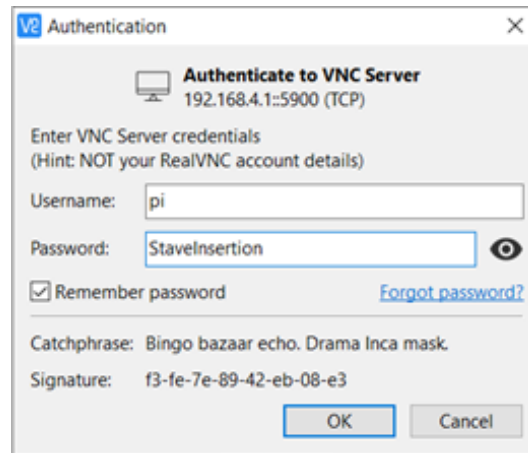 V2 Authentication
Authenticate to VNC Server
192.168.4.1::5900 (TCP)
Enter VNC Server credentials
(Hint: NOT your RealVNC account details)
Username: pi
Password: StaveInsertion
Remember password Forgot password?
Catchphrase: Bingo bazaar echo. Drama Inca mask.
Signature: f3-fe-7e-89-42-eb-08-e3
OK Cancel